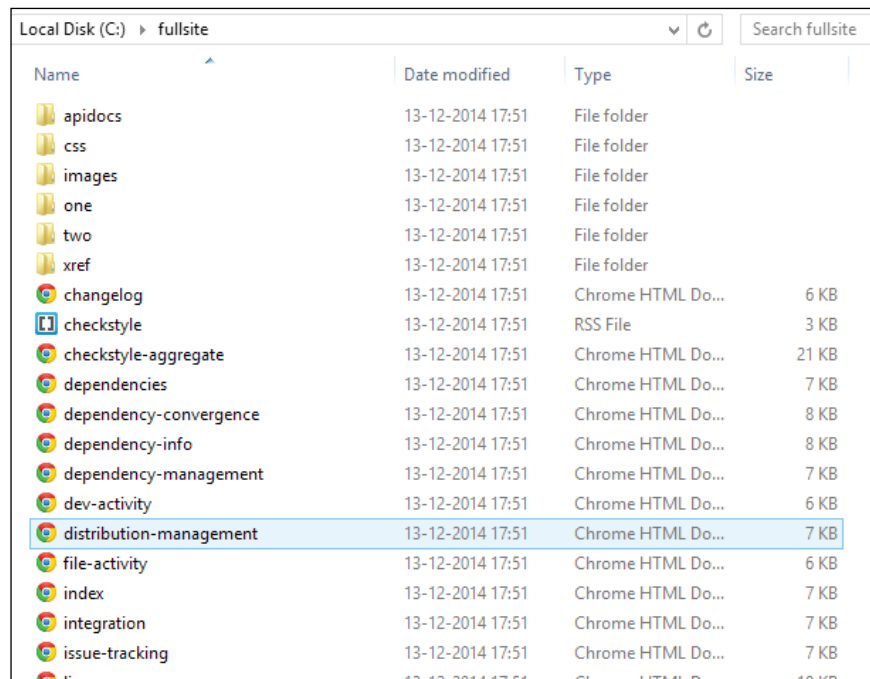 Local Disk (C:) fullsite Search fullsite
Name Date modified Type Size
apidocs 13-12-2014 17:51 File folder
css 13-12-2014 17:51 File folder
images 13-12-2014 17:51 File folder
one 13-12-2014 17:51 File folder
two 13-12-2014 17:51 File folder
xref 13-12-2014 17:51 File folder
changelog 13-12-2014 17:51 Chrome HTML Do... 6 KB
checkstyle 13-12-2014 17:51 RSS File 3 KB
checkstyle-aggregate 13-12-2014 17:51 Chrome HTML Do... 21 KB
dependencies 13-12-2014 17:51 Chrome HTML Do... 7 KB
dependency-convergence 13-12-2014 17:51 Chrome HTML Do... 8 KB
dependency-info 13-12-2014 17:51 Chrome HTML Do... 8 KB
dependency-management 13-12-2014 17:51 Chrome HTML Do... 7 KB
dev-activity 13-12-2014 17:51 Chrome HTML Do... 6 KB
distribution-management 13-12-2014 17:51 Chrome HTML Do... 7 KB
file-activity 13-12-2014 17:51 Chrome HTML Do... 6 KB
index 13-12-2014 17:51 Chrome HTML Do... 7 KB
integration 13-12-2014 17:51 Chrome HTML Do... 7 KB
issue-tracking 13-12-2014 17:51 Chrome HTML Do... 7 KB